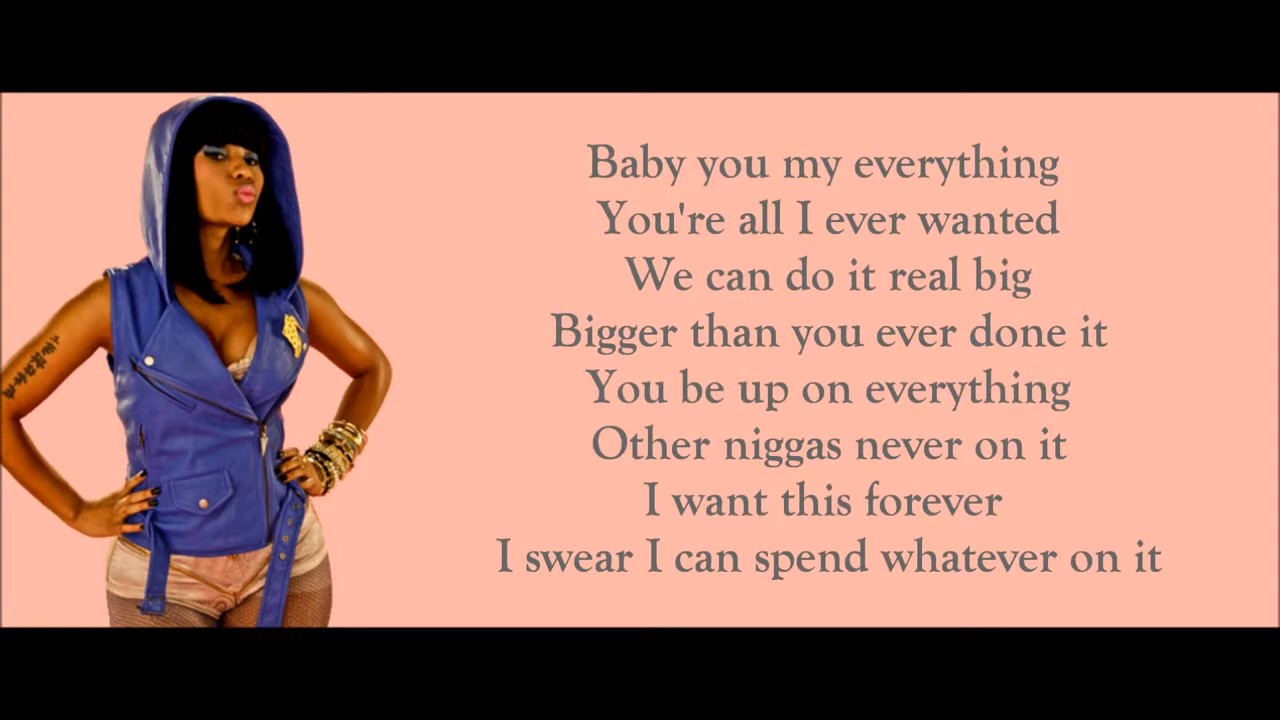 Baby you my everything
You're all I ever wanted
We can do it real big
Bigger than you ever done it
You be up on everything
Other niggas never on it
I want this forever
I swear I can spend whatever on it